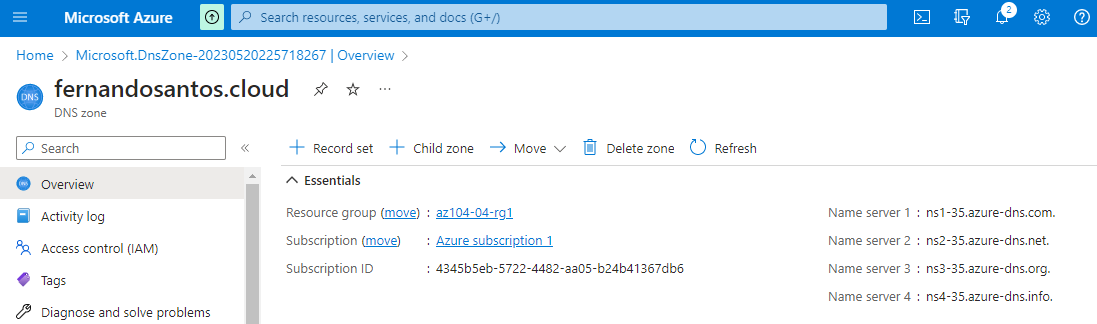 Microsoft Azure
Search resources, services, and docs (G+/)
2
Home > Microsoft.DnsZone-20230520225718267 | Overview >
DNS
fernandosantos.cloud
DNS zone
Search
Record set
Child zone
Move
Delete zone
Refresh
Overview
Activity log
Access control (IAM)
Tags
Diagnose and solve problems
Essentials
Resource group (move) : az104-04-rg1
Subscription (move) : Azure subscription 1
Subscription ID : 4345b5eb-5722-4482-aa05-b24b41367db6
Name server 1 : ns1-35.azure-dns.com.
Name server 2 : ns2-35.azure-dns.net.
Name server 3 : ns3-35.azure-dns.org.
Name server 4 : ns4-35.azure-dns.info.